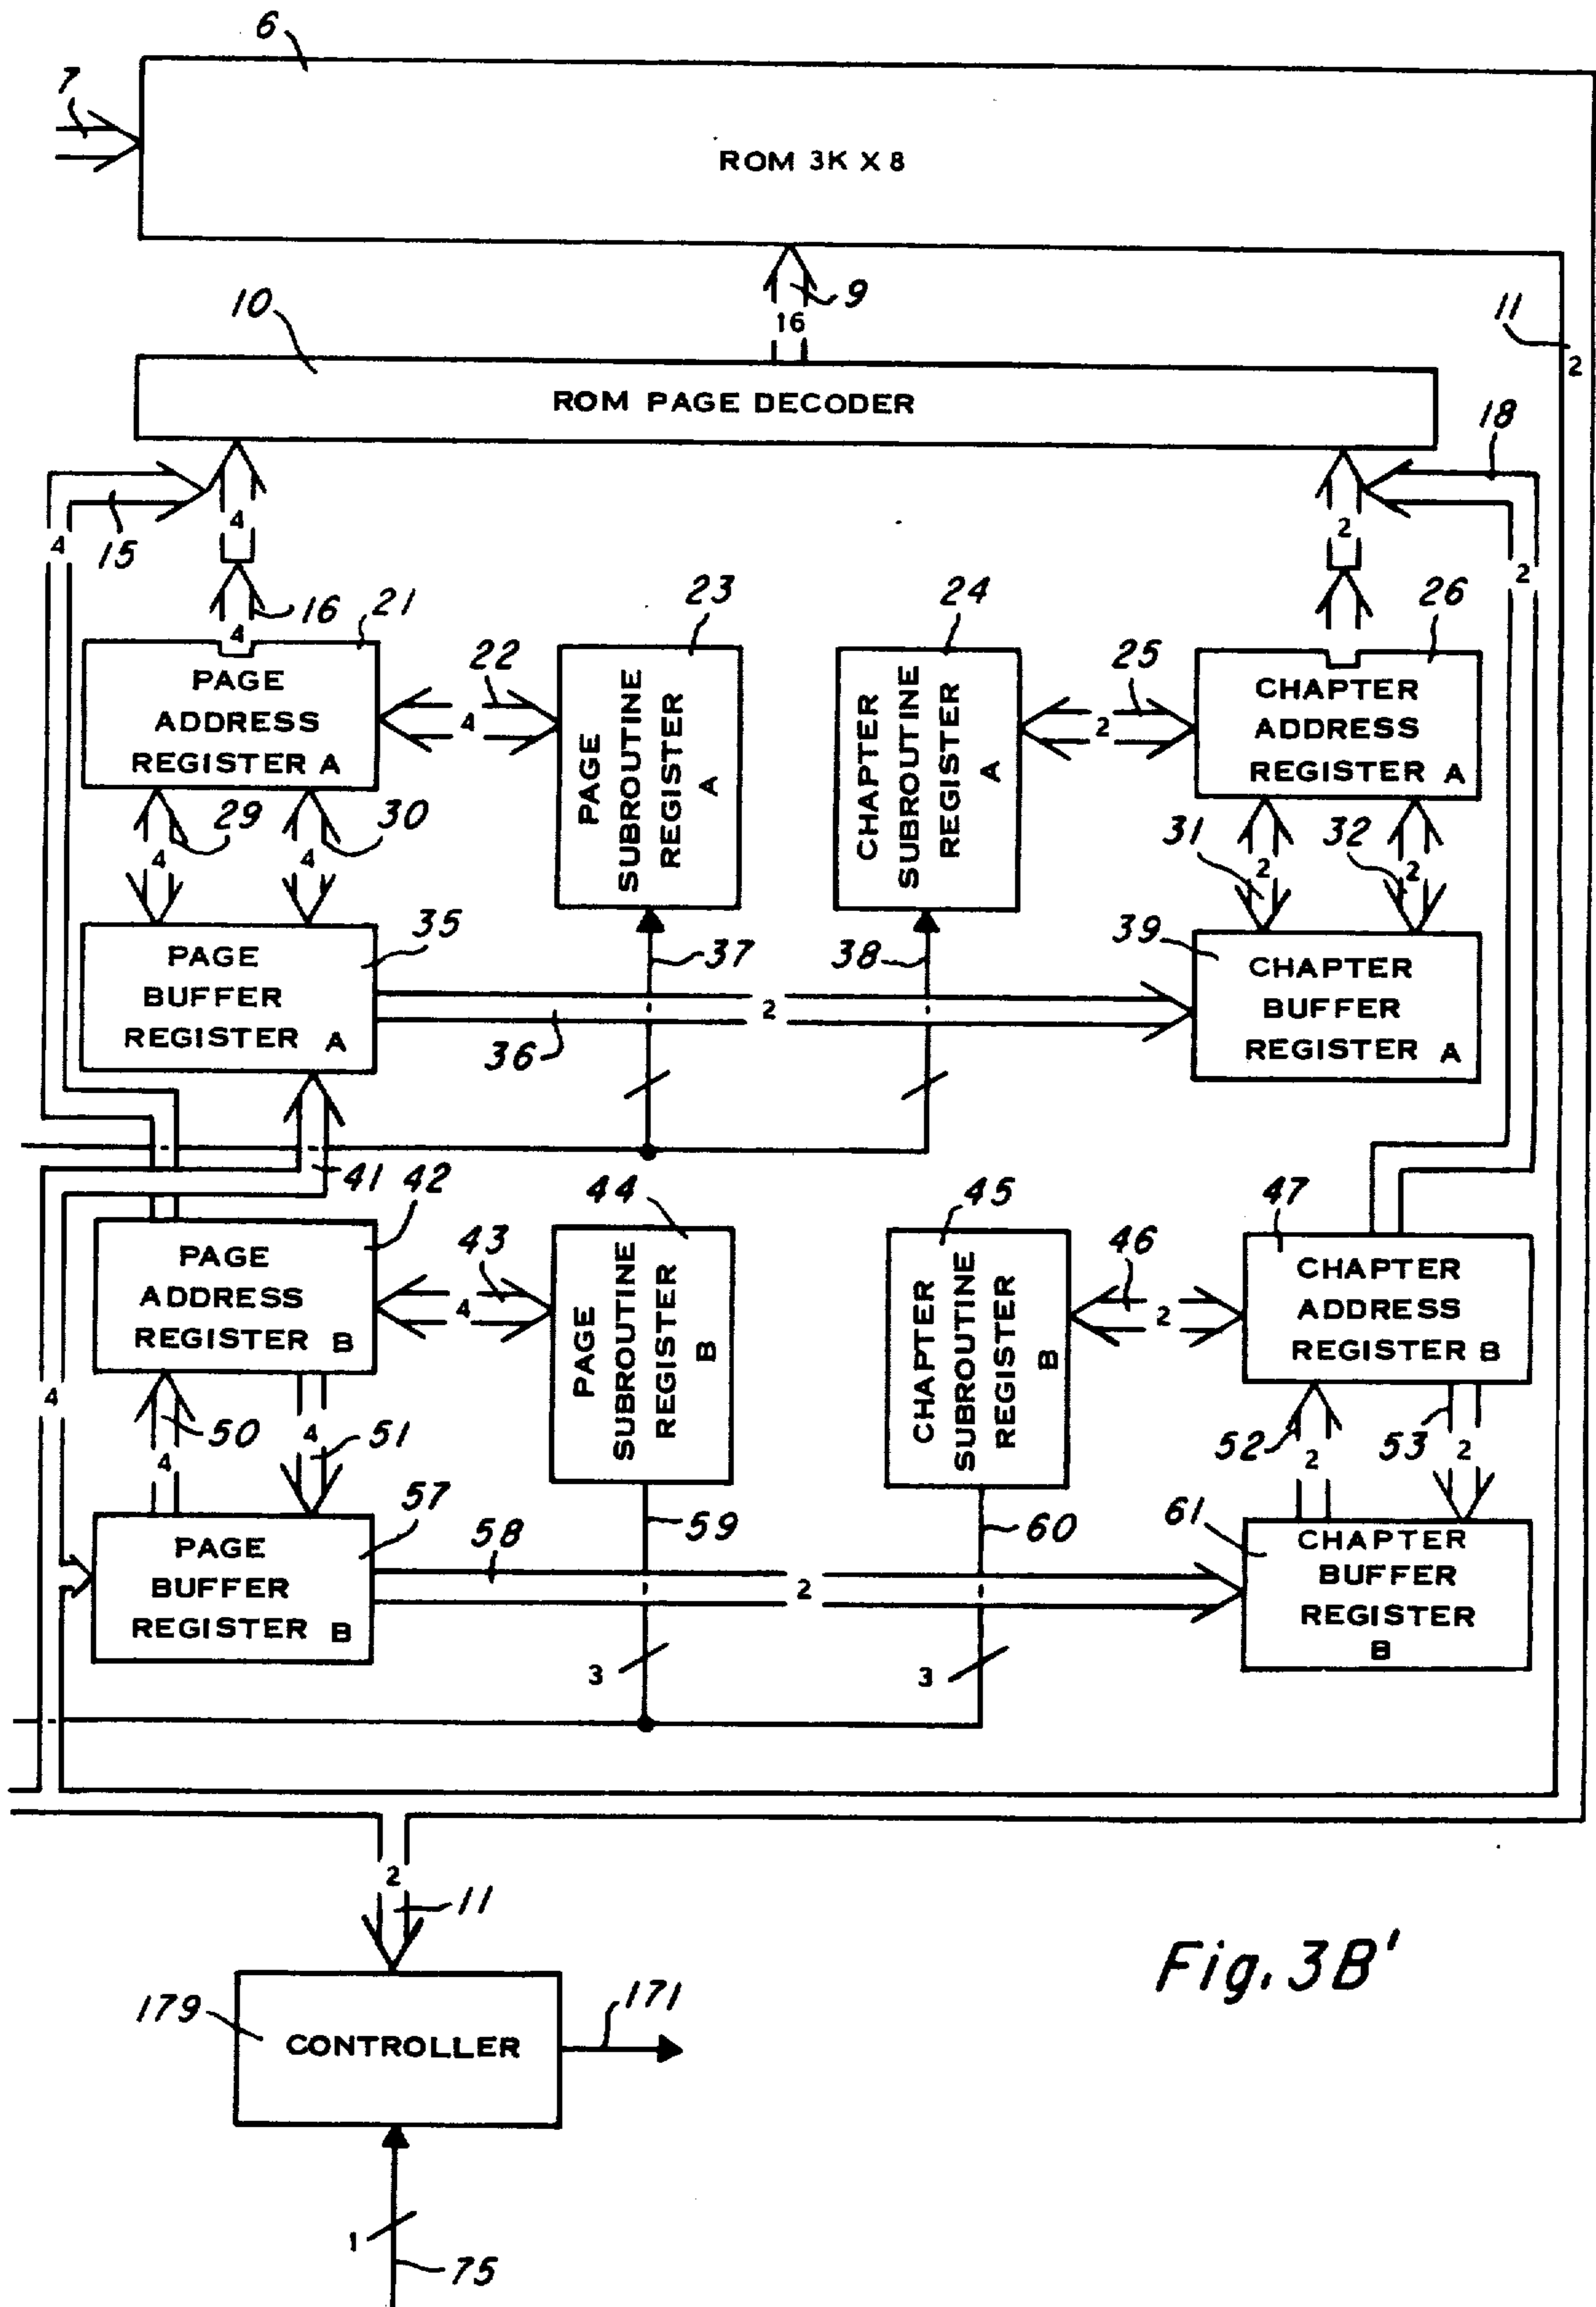 6
7
ROM 3K X 8
9
16
10
11
2
ROM PAGE DECODER
18
15
4
4
2
2
16
4
21
23
24
26
PAGE
ADDRESS
REGISTER A
22
4
PAGE
SUBROUTINE
REGISTER
A
CHAPTER
SUBROUTINE
REGISTER
A
25
2
CHAPTER
ADDRESS
REGISTER A
29
4
30
4
31
2
32
2
35
PAGE
BUFFER
REGISTER A
37
38
39
CHAPTER
BUFFER
REGISTER A
36
2
41
42
44
45
47
PAGE
ADDRESS
REGISTER B
43
4
PAGE
SUBROUTINE
REGISTER
B
CHAPTER
SUBROUTINE
REGISTER
B
46
2
CHAPTER
ADDRESS
REGISTER B
4
50
4
51
4
52
2
53
2
57
PAGE
BUFFER
REGISTER B
59
60
61
CHAPTER
BUFFER
REGISTER
B
58
2
3
3
2
11
179
CONTROLLER
171
1
75
Fig. 3B'